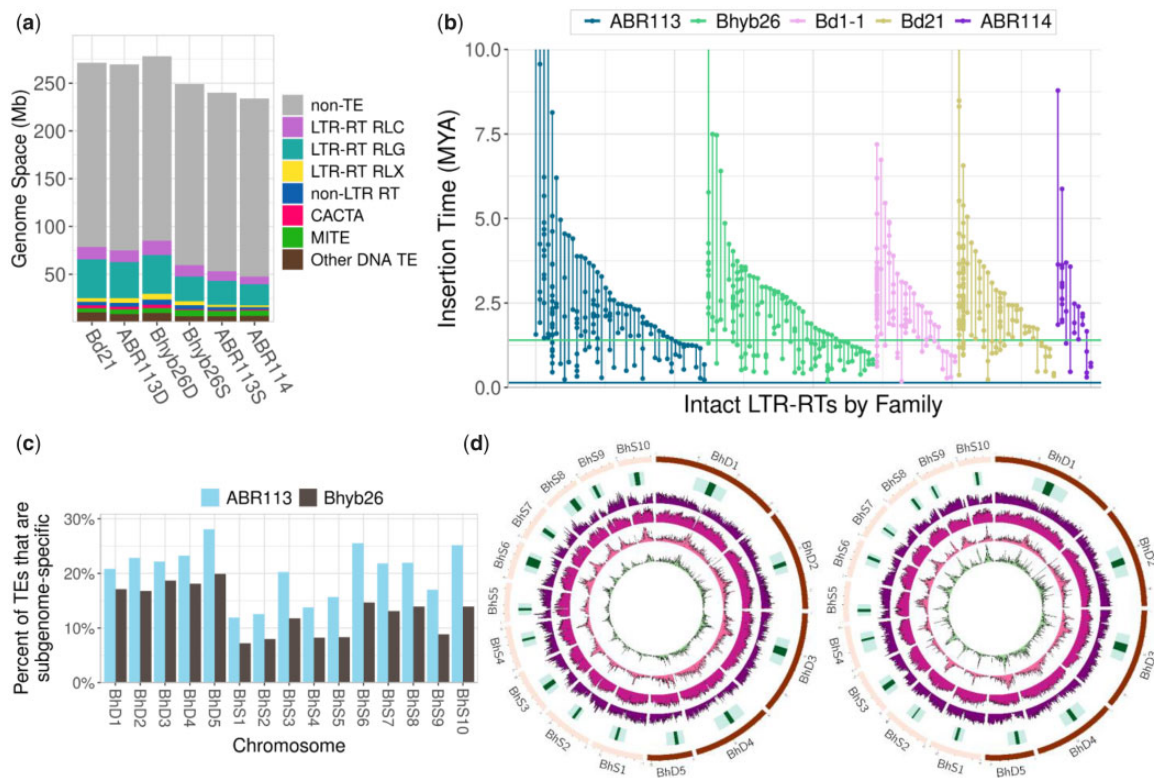 (a)
Genome Space (Mb)
250
200
150
100
50
Bd21
ABR113D
Bhyb26D
Bhyb26S
ABR113S
ABR114
non-TE
LTR-RT RLC
LTR-RT RLG
LTR-RT RLX
non-LTR RT
CACTA
MITE
Other DNA TE
(b)
ABR113
Bhyb26
Bd1-1
Bd21
ABR114
Insertion Time (MYA)
10.0
7.5
5.0
2.5
0.0
Intact LTR-RTs by Family
(c)
ABR113
Bhyb26
Percent of TEs that are
subgenome-specific
30%
20%
10%
0%
BhD1
BhD2
BhD3
BhD4
BhD5
BhS1
BhS2
BhS3
BhS4
BhS5
BhS6
BhS7
BhS8
BhS9
BhS10
Chromosome
(d)
BhD1
BhD2
BhD3
BhD4
BhD5
BhS1
BhS2
BhS3
BhS4
BhS5
BhS6
BhS7
BhS8
BhS9
BhS10
BhD1
BhD2
BhD3
BhD4
BhD5
BhS1
BhS2
BhS3
BhS4
BhS5
BhS6
BhS7
BhS8
BhS9
BhS10